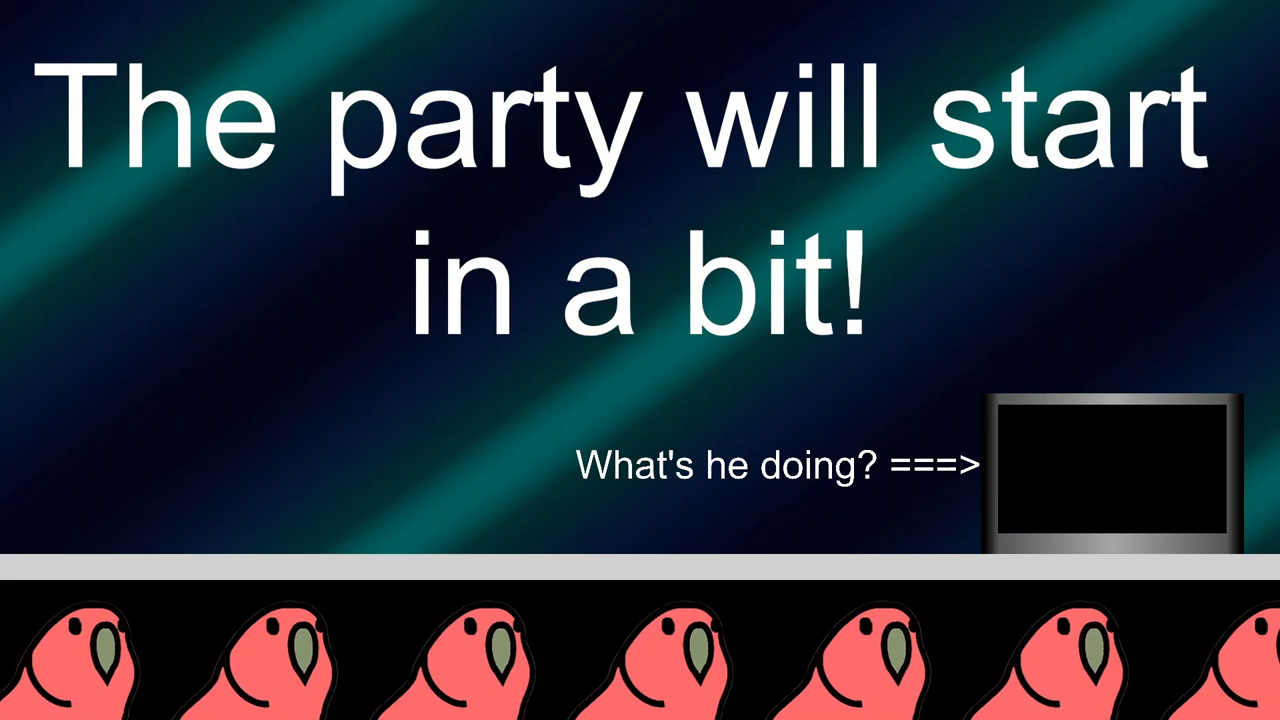 The party will start
in a bit!
What's he doing? ===>